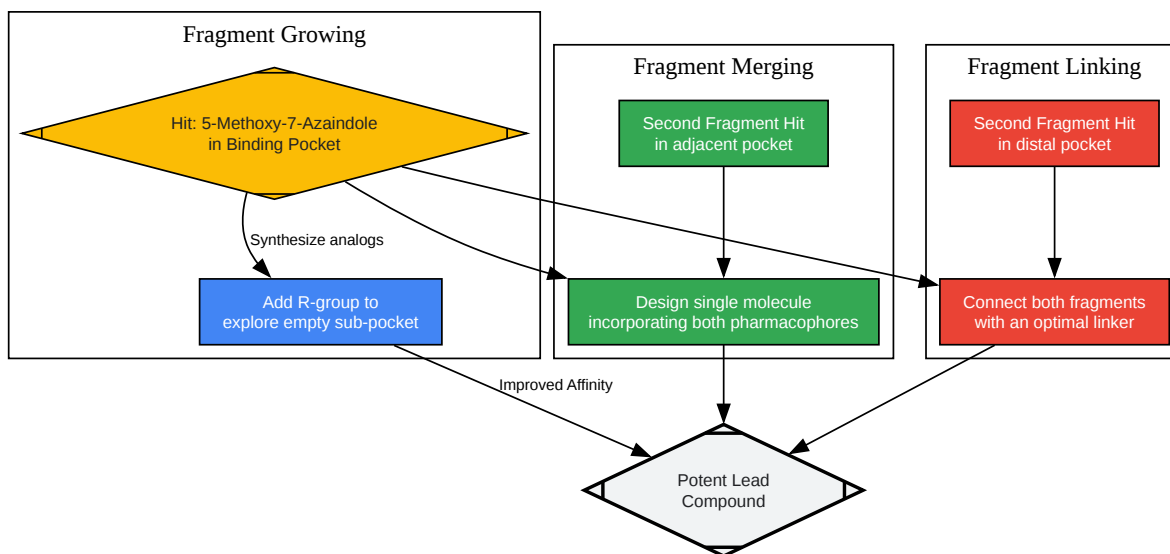 Fragment Growing
Fragment Merging
Fragment Linking
Hit: 5-Methoxy-7-Azaindole
in Binding Pocket
Second Fragment Hit
in adjacent pocket
Second Fragment Hit
in distal pocket
Synthesize analogs
Add R-group to
explore empty sub-pocket
Design single molecule
incorporating both pharmacophores
Connect both fragments
with an optimal linker
Improved Affinity
Potent Lead
Compound